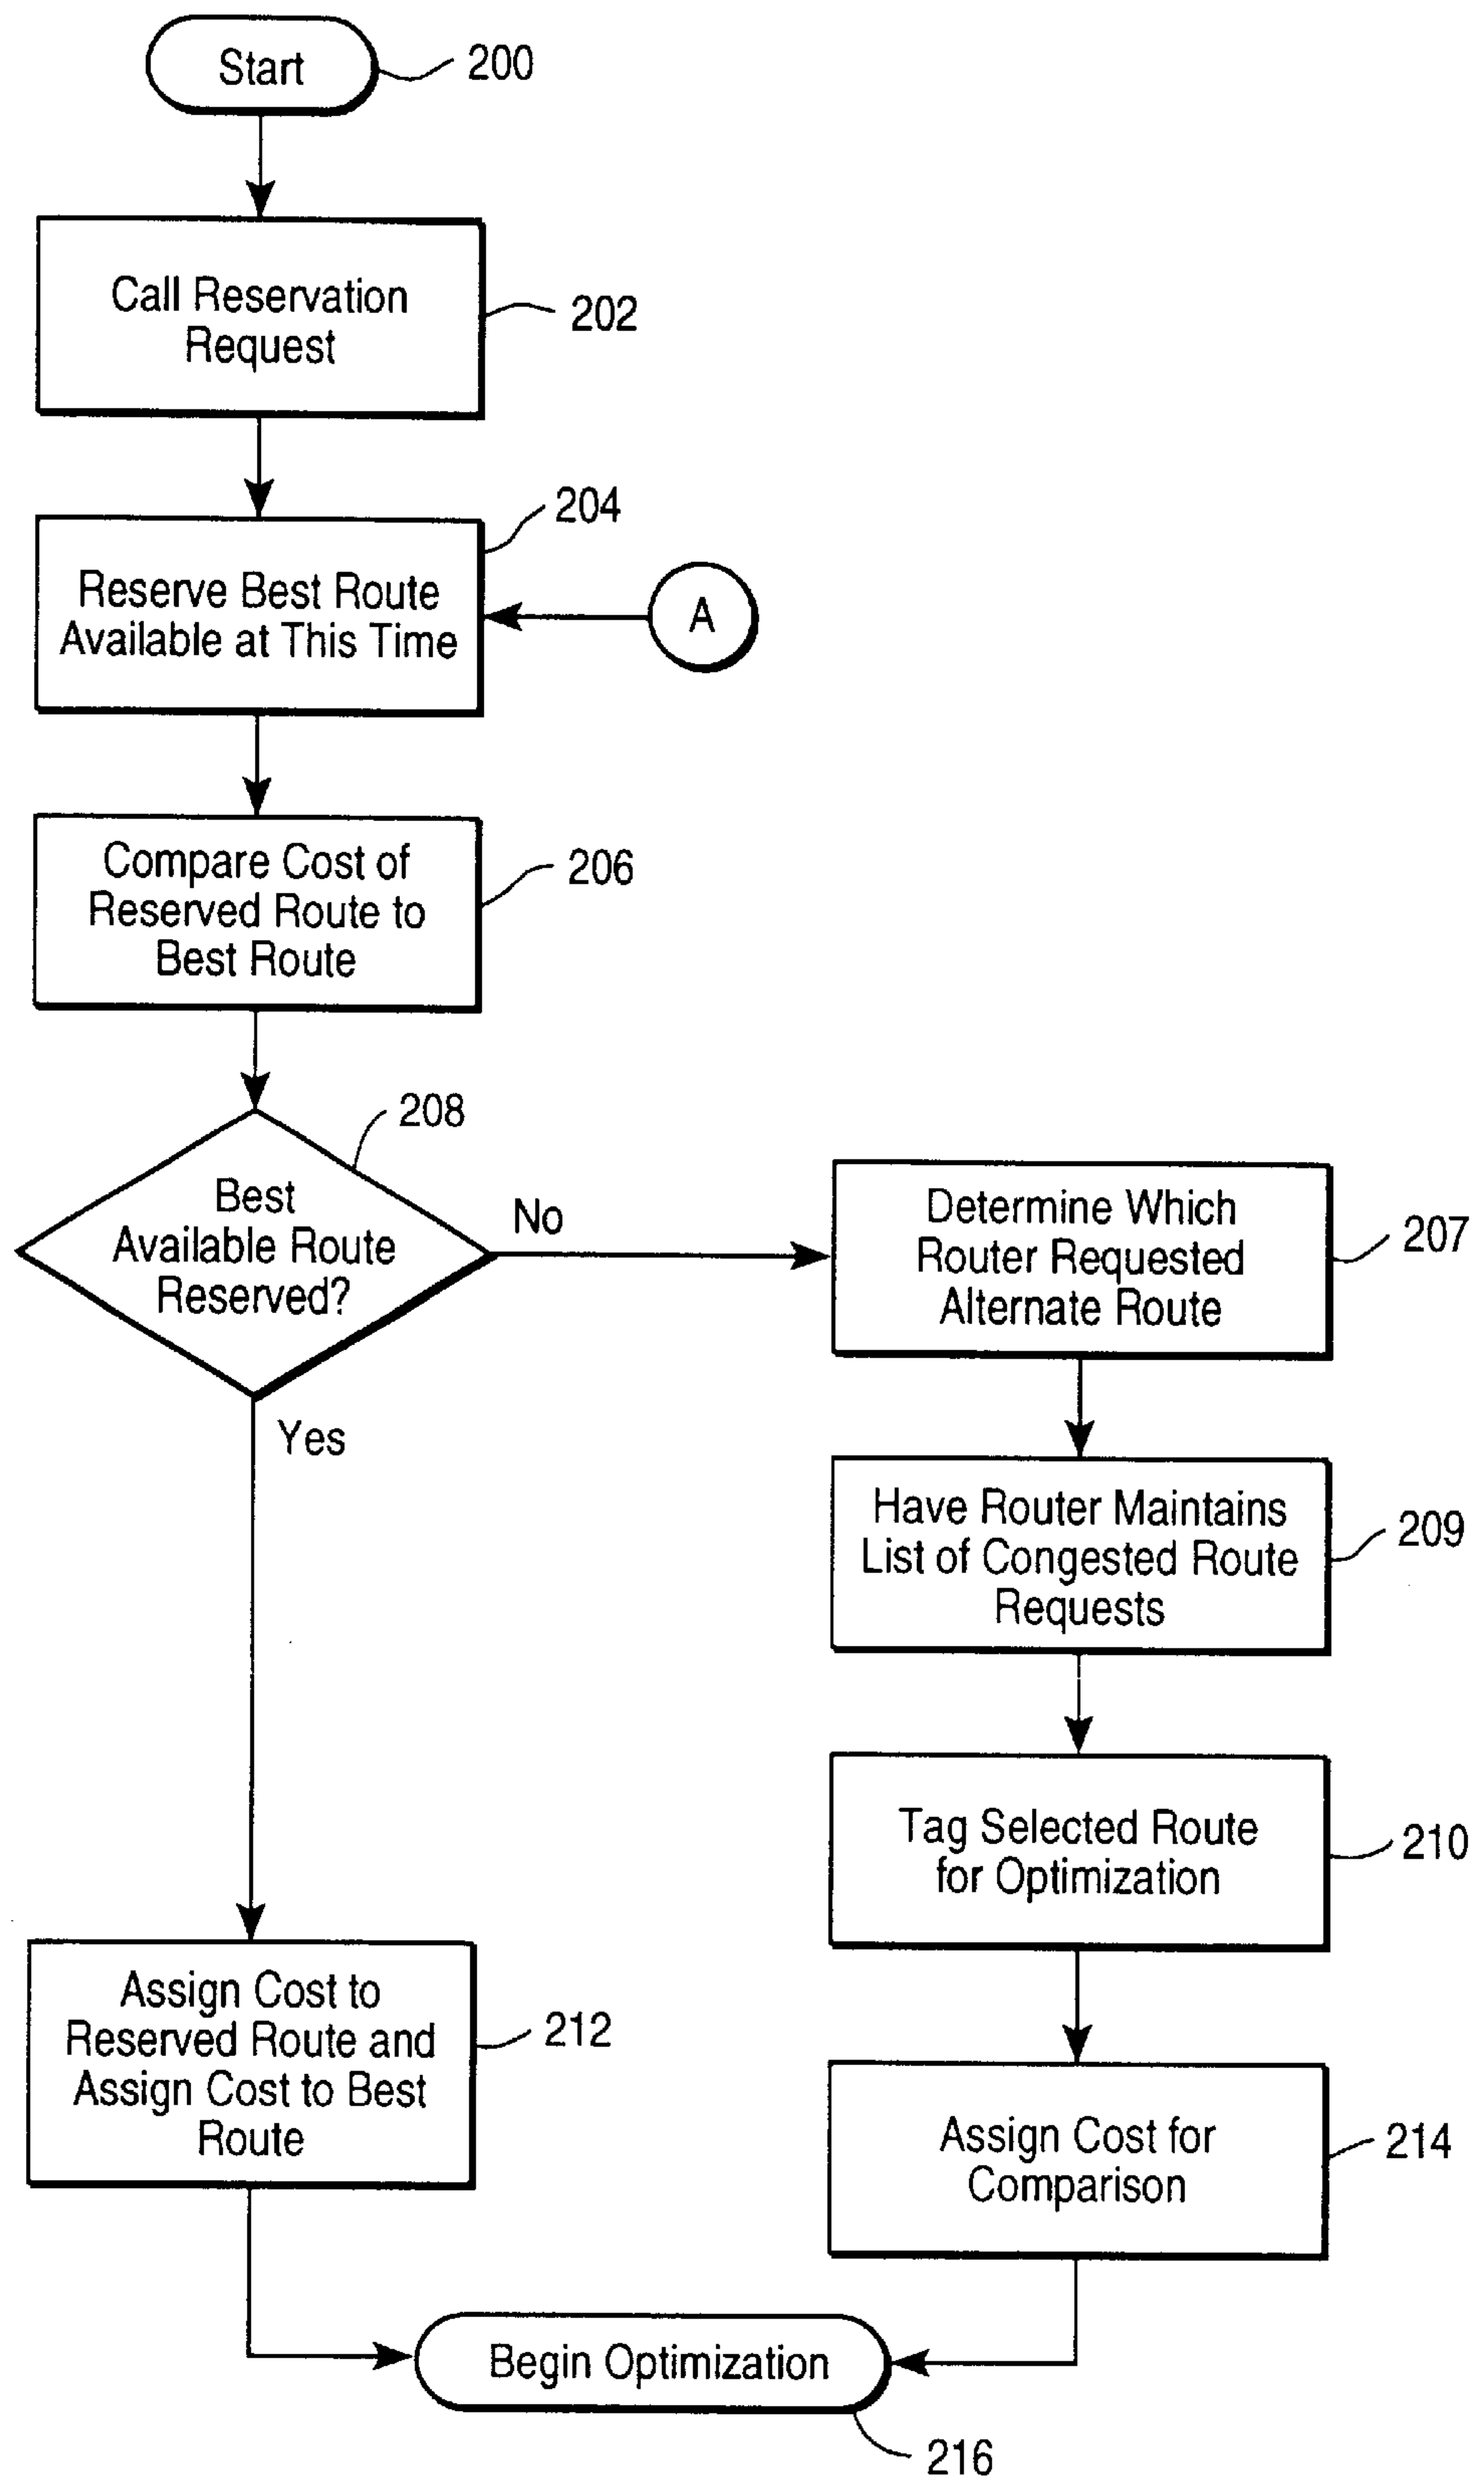 Start
200
Call Reservation
Request
202
204
Reserve Best Route
Available at This Time
A
Compare Cost of
Reserved Route to
Best Route
206
208
Best
Available Route
Reserved?
No
Yes
Determine Which
Router Requested
Alternate Route
207
Have Router Maintains
List of Congested Route
Requests
209
Tag Selected Route
for Optimization
210
Assign Cost to
Reserved Route and
Assign Cost to Best
Route
212
Assign Cost for
Comparison
214
Begin Optimization
216